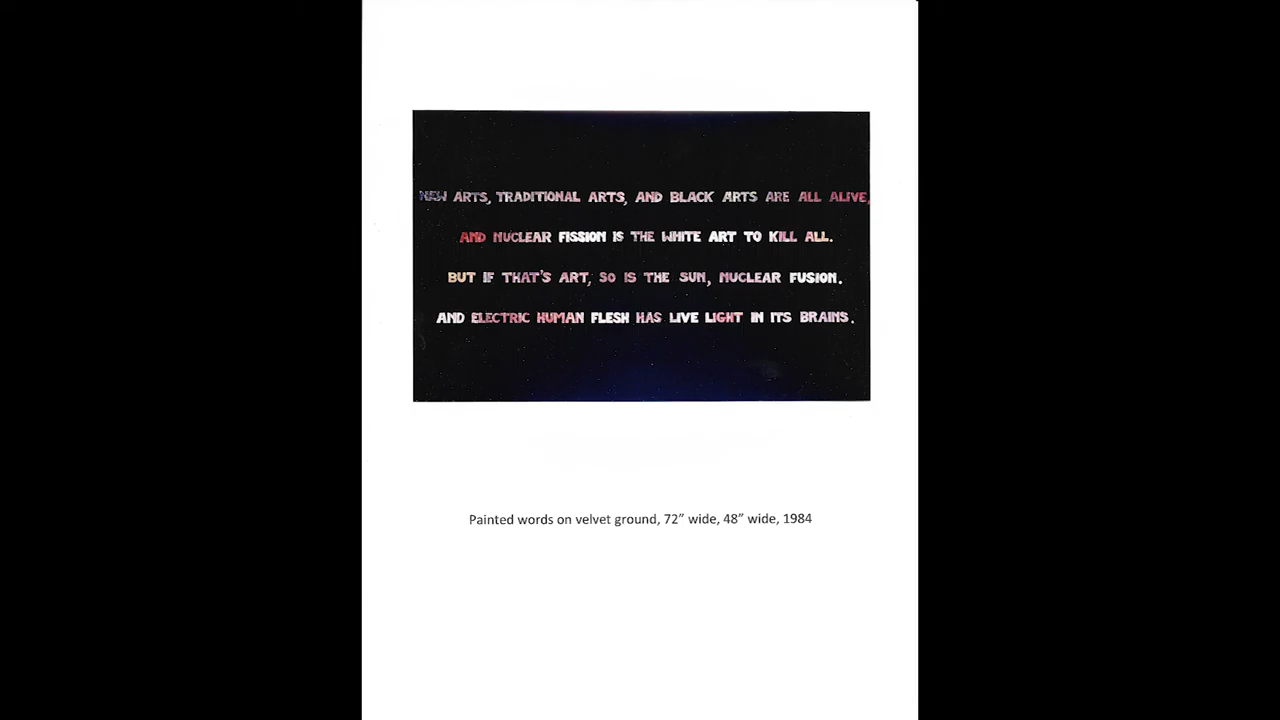 NEW ARTS, TRADITIONAL ARTS, AND BLACK ARTS ARE ALL ALIVE,
AND NUCLEAR FISSION IS THE WHITE ART TO KILL ALL.
BUT IF THAT'S ART, SO IS THE SUN, NUCLEAR FUSION.
AND ELECTRIC HUMAN FLESH HAS LIVE LIGHT IN ITS BRAINS.
Painted words on velvet ground, 72” wide, 48” wide, 1984